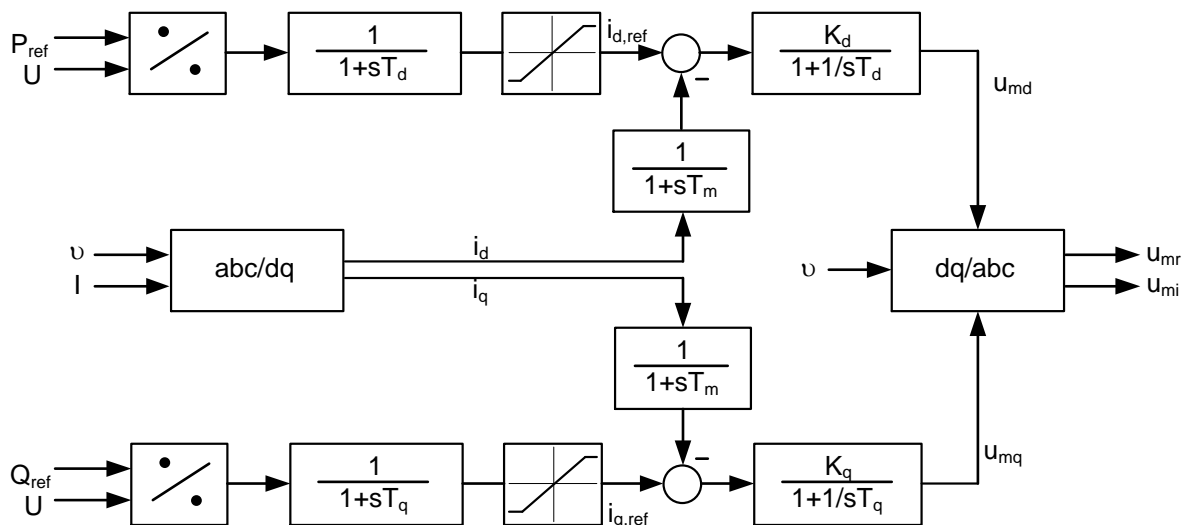 P_ref
U
1
1+sT_d
i_d,ref
K_d
1+1/sT_d
u_md
–
1
1+sT_m
υ
I
abc/dq
i_d
i_q
υ
dq/abc
u_mr
u_mi
1
1+sT_m
–
Q_ref
U
1
1+sT_q
i_q,ref
K_q
1+1/sT_q
u_mq